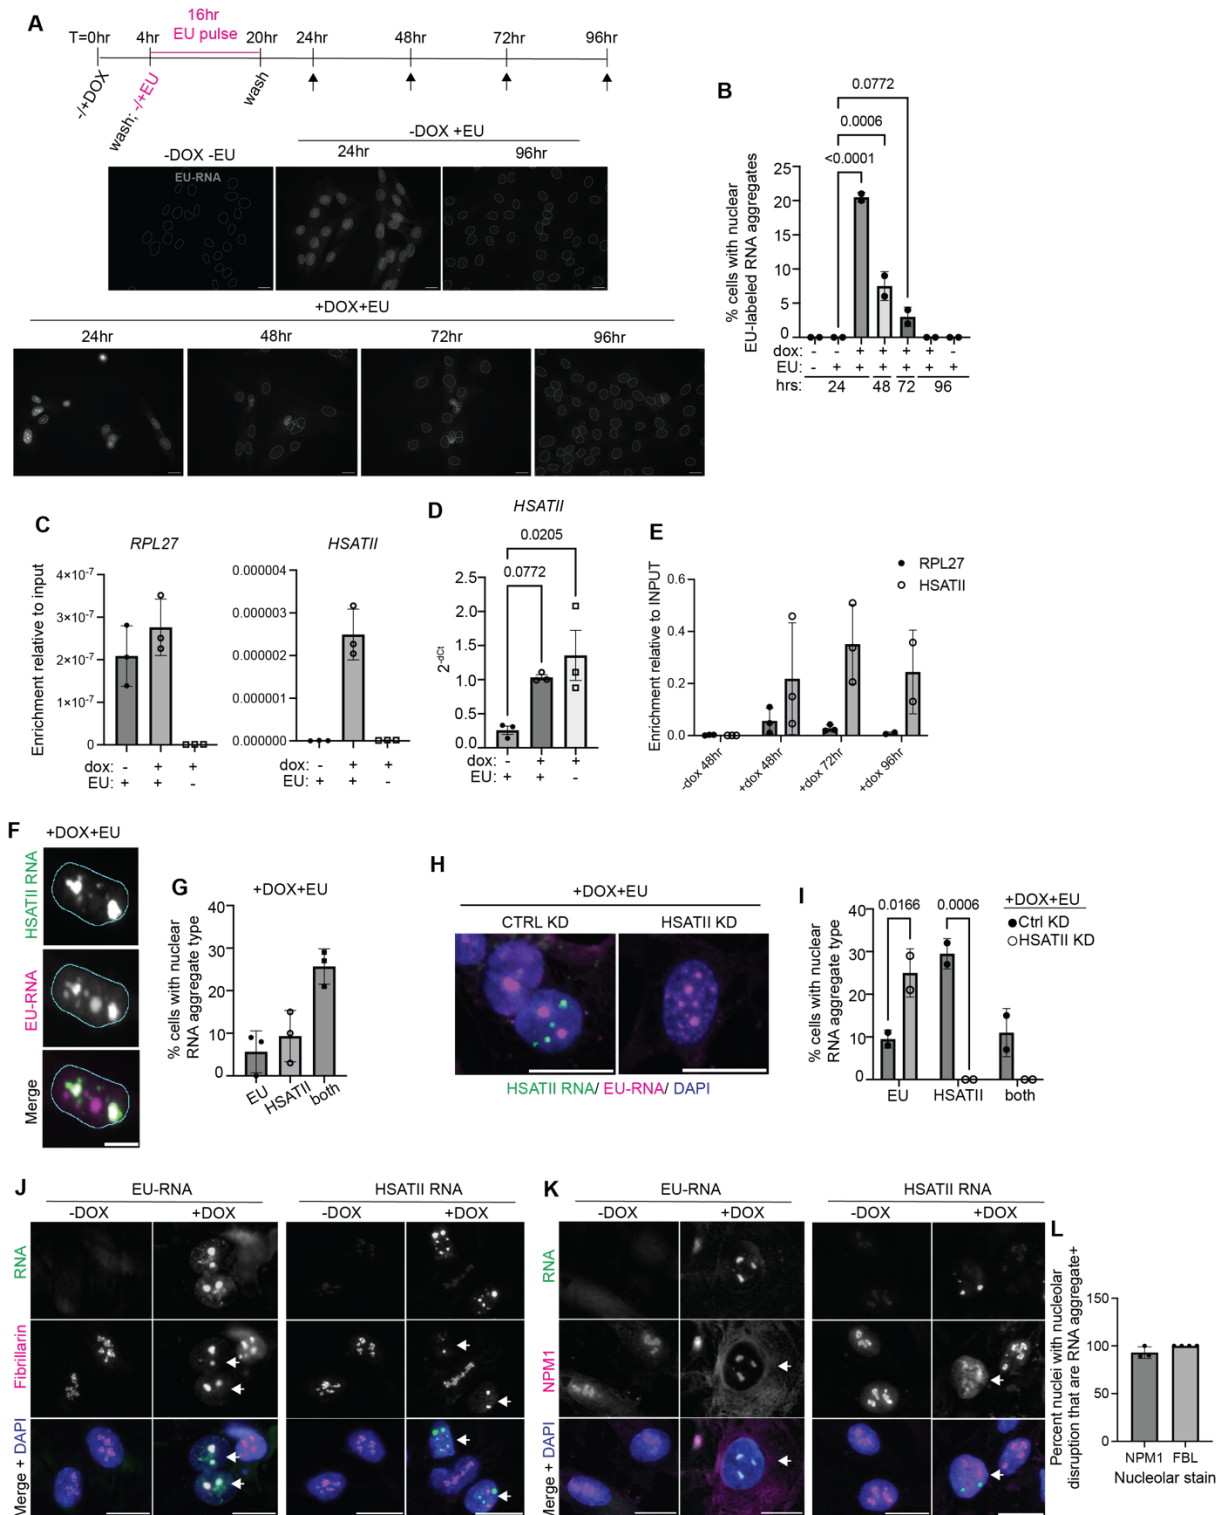 A
16hr
EU pulse
T=0hr 4hr 20hr 24hr 48hr 72hr 96hr
-/+DOX
wash; -/+EU
wash
-DOX +EU
-DOX -EU 24hr 96hr
EU-RNA
+DOX+EU
24hr 48hr 72hr 96hr
B
0.0772
0.0006
<0.0001
% cells with nuclear
EU-labeled RNA aggregates
25
20
15
10
5
0
dox: - - + + + + -
EU: - + + + + + +
hrs: 24 48 72 96
C
RPL27
Enrichment relative to input
4×10-7
3×10-7
2×10-7
1×10-7
0
dox: - + +
EU: + + -
HSATII
0.000004
0.000003
0.000002
0.000001
0.000000
- + +
+ + -
D
HSATII
0.0205
0.0772
2-dCt
2.5
2.0
1.5
1.0
0.5
0.0
dox: - + +
EU: + + -
E
RPL27
HSATII
Enrichment relative to INPUT
0.6
0.4
0.2
0.0
-dox 48hr
+dox 48hr
+dox 72hr
+dox 96hr
F
+DOX+EU
HSATII RNA
EU-RNA
Merge
G
+DOX+EU
% cells with nuclear
RNA aggregate type
40
30
20
10
0
EU
HSATII
both
H
+DOX+EU
CTRL KD HSATII KD
HSATII RNA/ EU-RNA/ DAPI
I
+DOX+EU
Ctrl KD
HSATII KD
0.0166 0.0006
% cells with nuclear
RNA aggregate type
40
30
20
10
0
EU HSATII both
J
EU-RNA HSATII RNA
-DOX +DOX -DOX +DOX
RNA
Fibrillarin
Merge + DAPI
K
EU-RNA HSATII RNA
-DOX +DOX -DOX +DOX
RNA
NPM1
Merge + DAPI
L
Percent nuclei with nucleolar
disruption that are RNA aggregate+
150
100
50
0
NPM1 FBL
Nucleolar stain